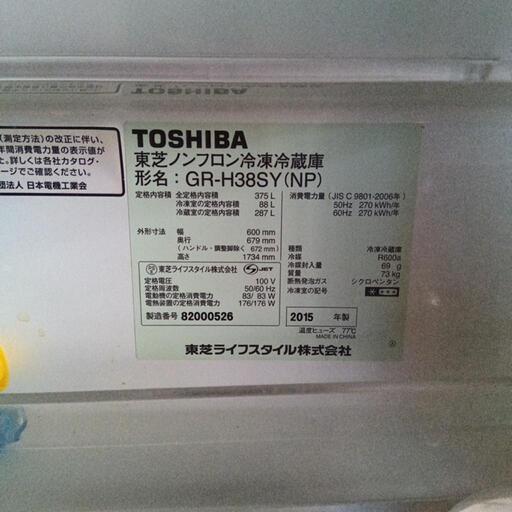 (測定方法)の改正に伴い、
年間消費電力量の表示値が
た。詳しくは各社カタログ・
ページでご確認ください。
団法人 日本電機工業会
TOSHIBA
東芝ノンフロン冷凍冷蔵庫
形名：GR-H38SY(NP)
定格内容積 全定格内容積 375 L
冷凍室の定格内容積 88 L
冷蔵室の定格内容積 287 L
外形寸法 幅 600 mm
奥行 679 mm
(ハンドル・調整脚除く 672 mm)
高さ 1734 mm
東芝ライフスタイル株式会社 JET
定格電圧 100 V
定格周波数 50/60 Hz
電動機の定格消費電力 83/ 83 W
電熱装置の定格消費電力 176/176 W
製造番号 82000526
消費電力量(JIS C 9801-2006年)
50Hz 270 kWh/年
60Hz 270 kWh/年
種類 冷凍冷蔵庫
冷媒 R600a
冷媒封入量 69 g
質量 73 kg
断熱発泡ガス シクロペンタン
冷凍室の記号
2015 年製
温度ヒューズ 77℃
MADE IN CHINA
東芝ライフスタイル株式会社